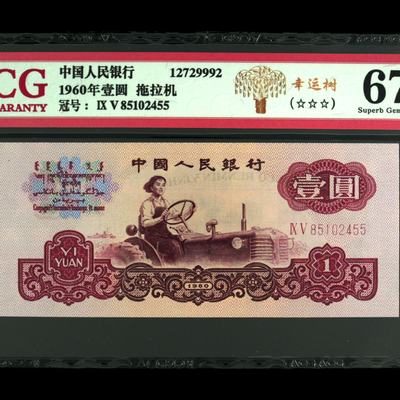 CG
ARANTY
中国人民银行 12729992
1960年壹圆 拖拉机
冠号: IX V 85102455
幸运树
(☆☆☆)
67
Superb Gem
中国人民银行
壹圓
IX V 85102455
YI
YUAN
1960
1